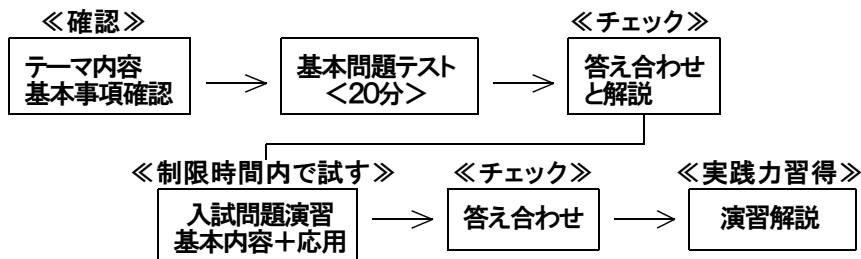 ≪確認≫
テーマ内容
基本事項確認
基本問題テスト
＜20分＞
≪チェック≫
答え合わせ
と解説
≪制限時間内で試す≫
入試問題演習
基本内容＋応用
≪チェック≫
答え合わせ
≪実践力習得≫
演習解説